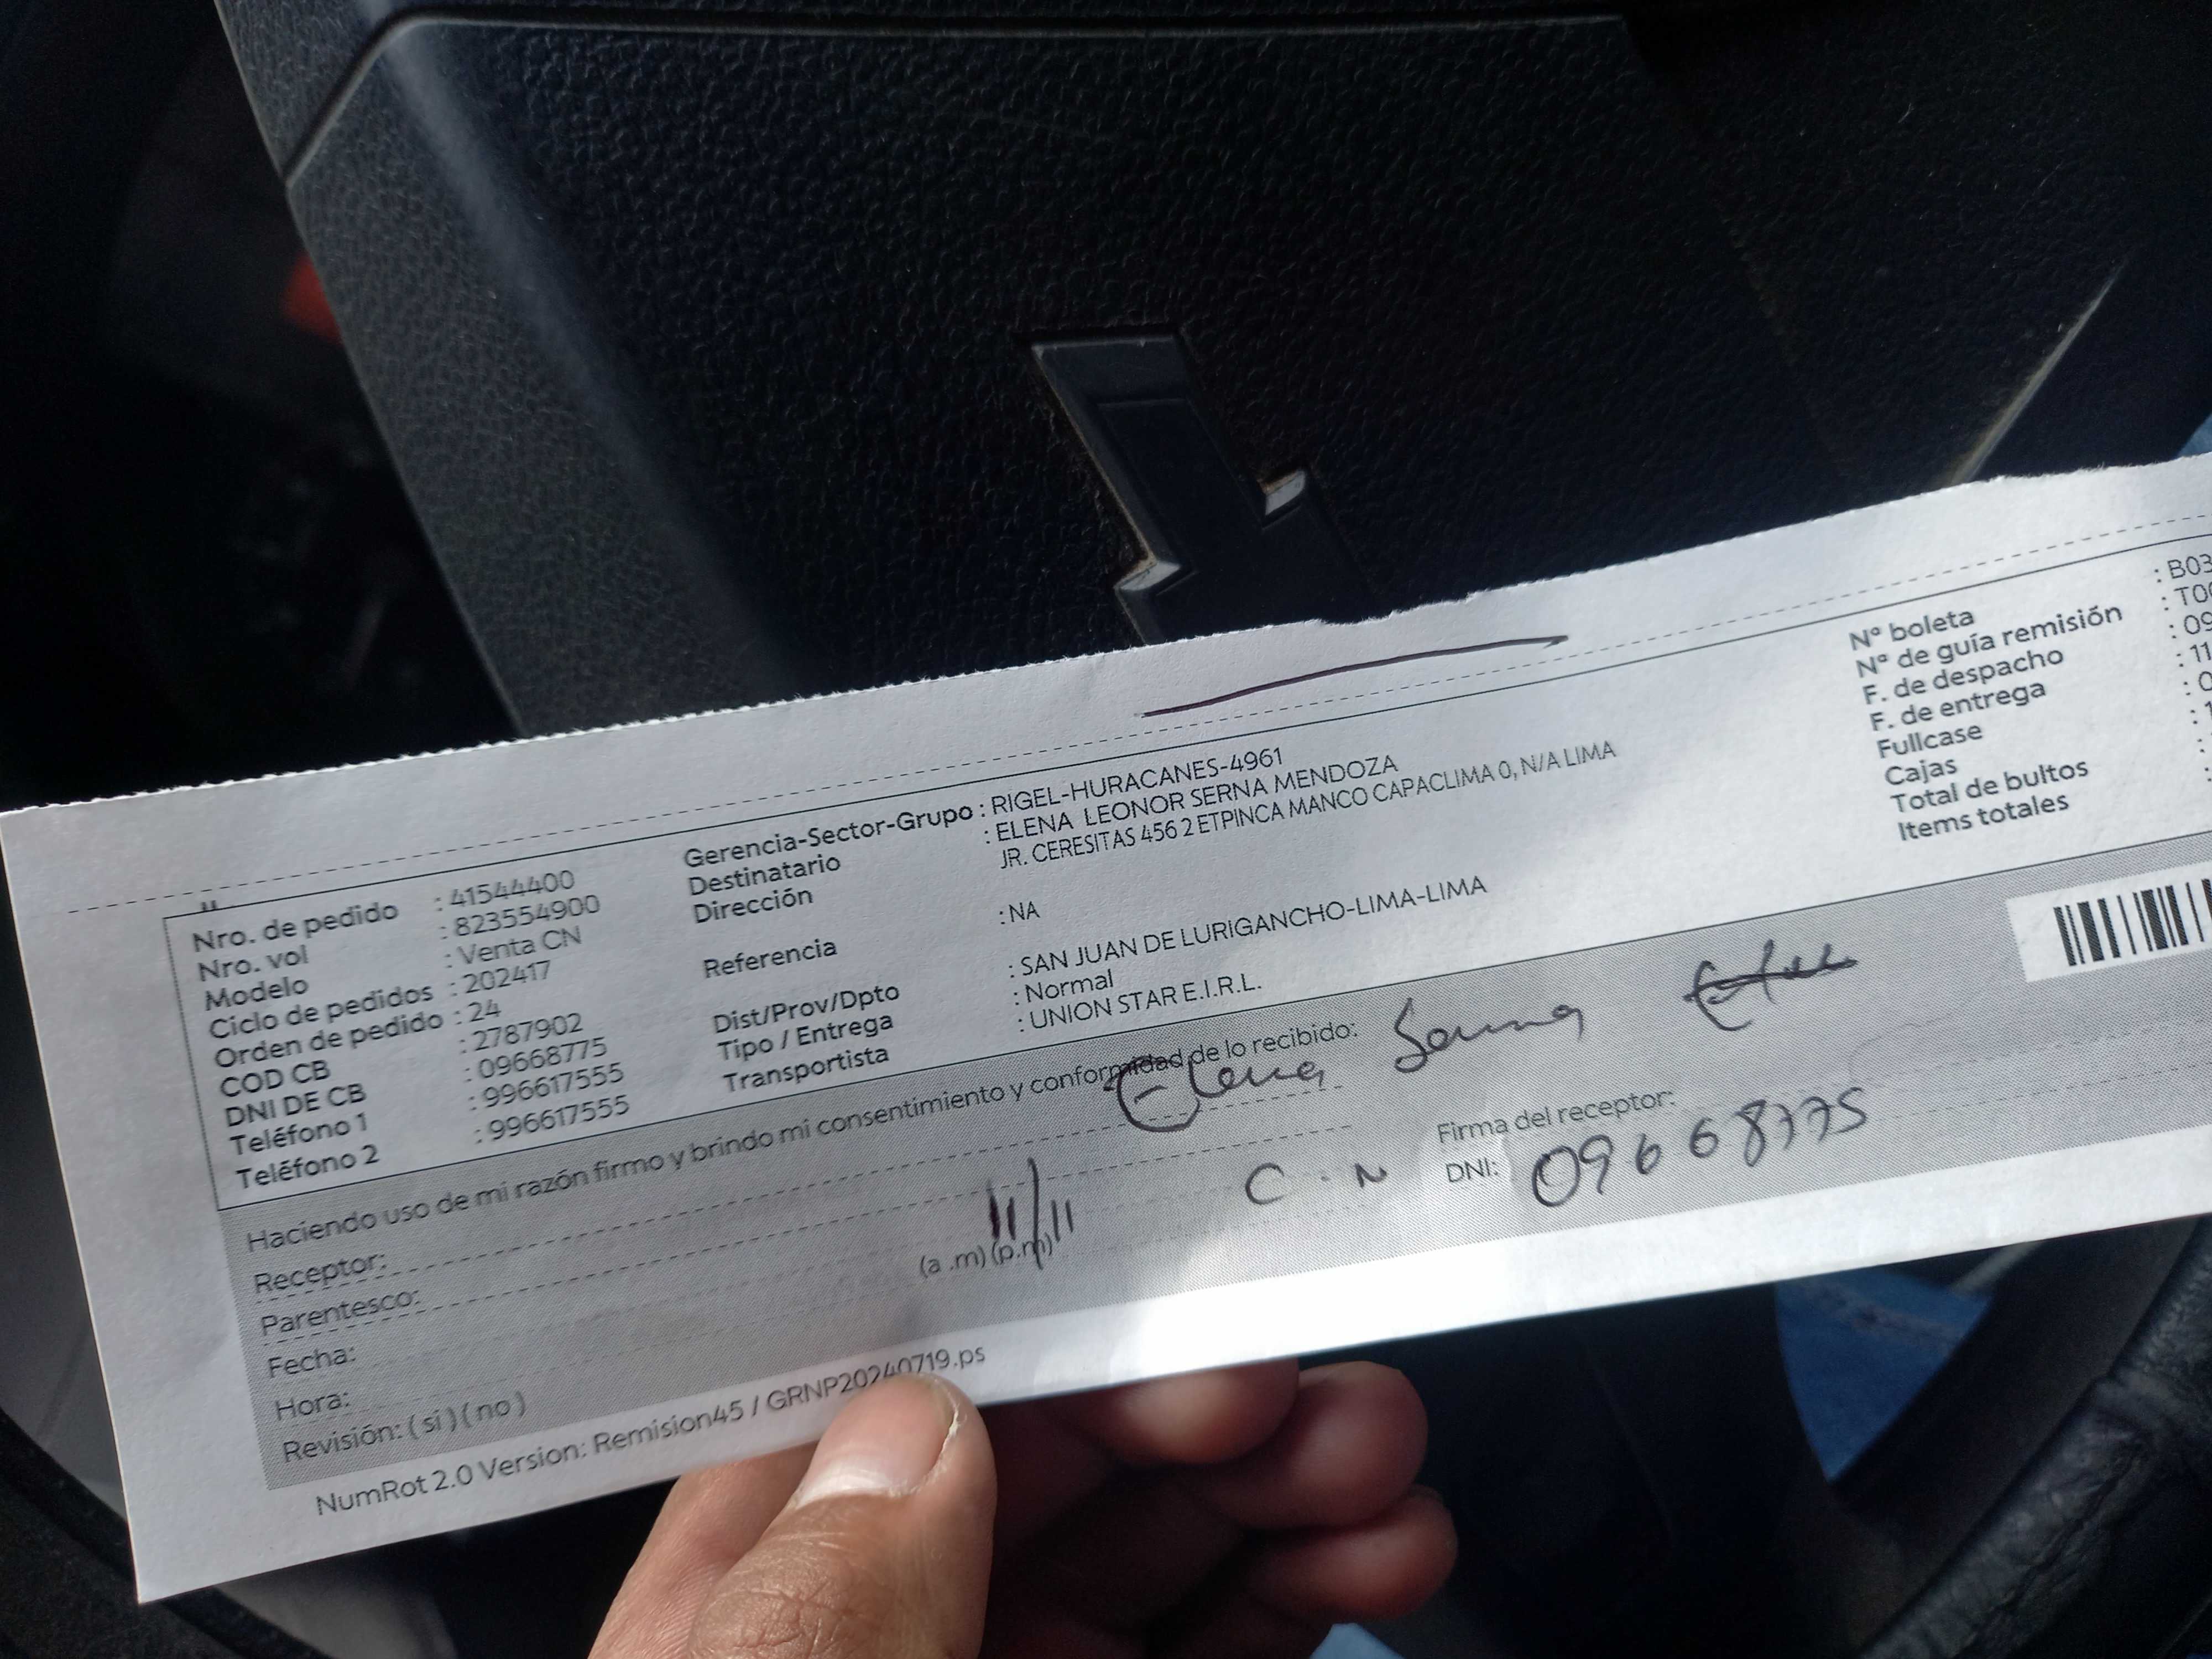 Nro. de pedido : 41544400
Nro. vol : 823554900
Modelo : Venta CN
Ciclo de pedidos : 202417
Orden de pedido : 24
COD CB : 2787902
DNI DE CB : 09668775
Teléfono 1 : 996617555
Teléfono 2 : 996617555
Gerencia-Sector-Grupo : RIGEL-HURACANES-4961
Destinatario : ELENA LEONOR SERNA MENDOZA
Dirección JR. CERESITAS 456 2 ETPINCA MANCO CAPACLIMA 0, N/A LIMA
Referencia : NA
Dist/Prov/Dpto : SAN JUAN DE LURIGANCHO-LIMA-LIMA
Tipo / Entrega : Normal
Transportista : UNION STAR E.I.R.L.
N° boleta : B03
N° de guía remisión
F. de despacho : 09
F. de entrega : 11
Fullcase
Cajas
Total de bultos
Items totales
Haciendo uso de mi razón firmo y brindo mi consentimiento y conformidad de lo recibido:
Elena Serna
Receptor:
Parentesco:
Fecha: 11/11
Hora: (a.m) (p.m)
Revisión: (si) (no)
C.N
Firma del receptor:
DNI: 09668775
NumRot 2.0 Version: Remision45 / GRNP20240719.ps